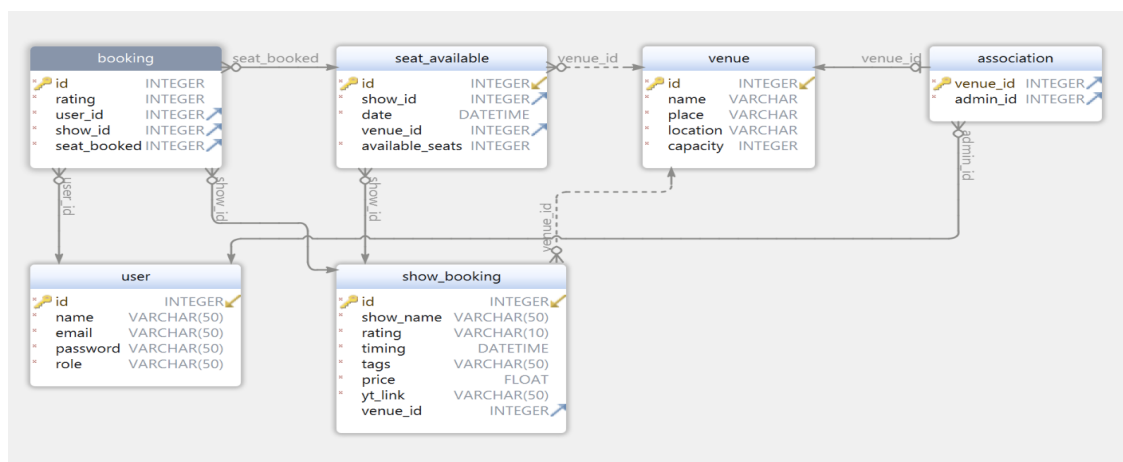 booking
id INTEGER
rating INTEGER
user_id INTEGER
show_id INTEGER
seat_booked INTEGER
seat_booked
seat_available
id INTEGER
show_id INTEGER
date DATETIME
venue_id INTEGER
available_seats INTEGER
venue_id
venue
id INTEGER
name VARCHAR
place VARCHAR
location VARCHAR
capacity INTEGER
venue_id
association
venue_id INTEGER
admin_id INTEGER
user_id
show_id
show_id
venue_id
admin_id
user
id INTEGER
name VARCHAR(50)
email VARCHAR(50)
password VARCHAR(50)
role VARCHAR(50)
show_booking
id INTEGER
show_name VARCHAR(50)
rating VARCHAR(10)
timing DATETIME
tags VARCHAR(50)
price FLOAT
yt_link VARCHAR(50)
venue_id INTEGER